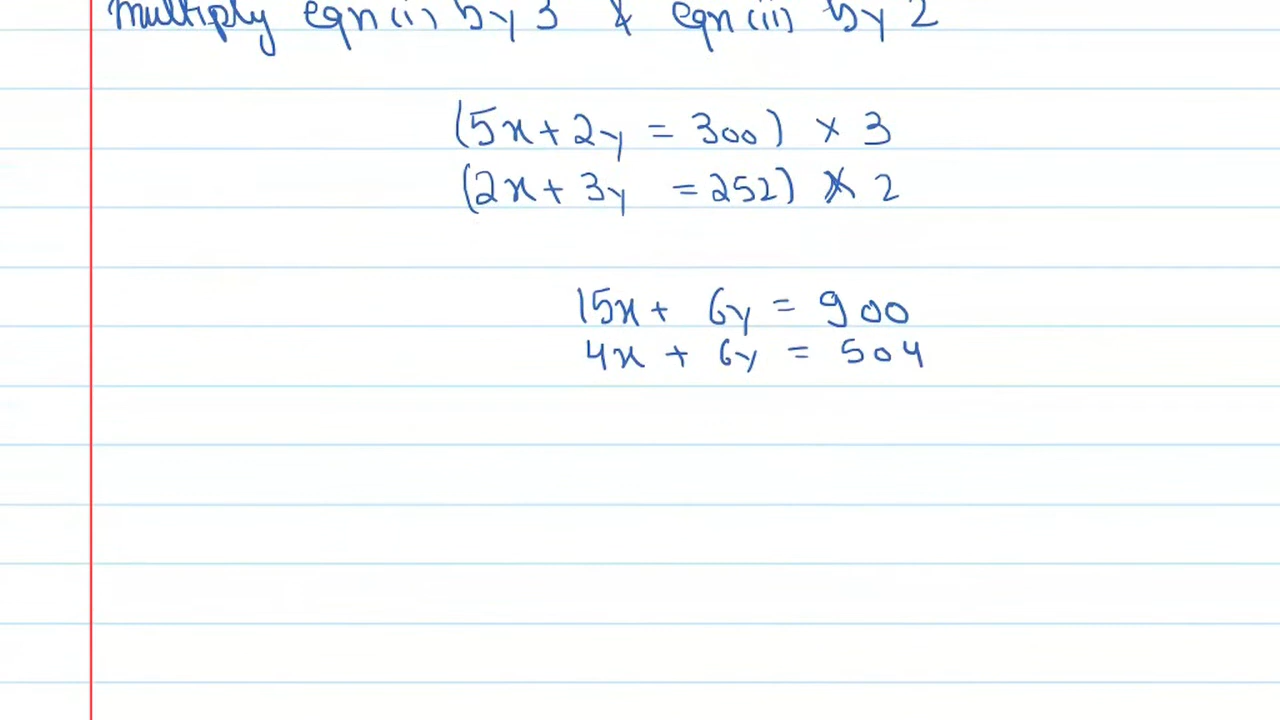 Multiply eqn (i) by 3 & eqn (ii) by 2
(5x + 2y = 300) × 3
(2x + 3y = 252) × 2
15x + 6y = 900
4x + 6y = 504